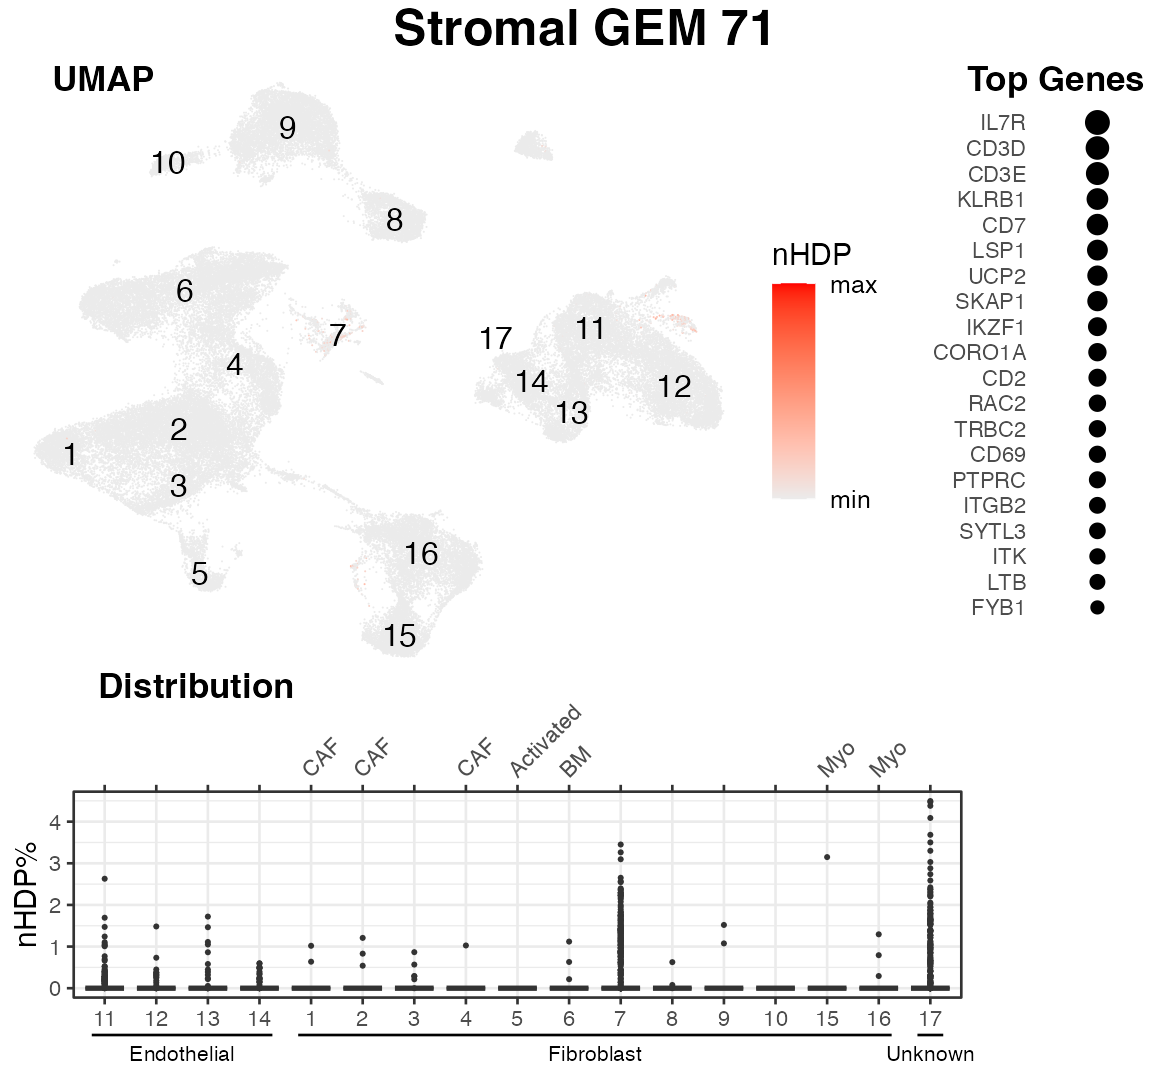 Stromal GEM 71
UMAP
9
10
8
6
7
4
2
1
3
5
16
15
17
11
14
12
13
nHDP
max
min
Top Genes
IL7R
CD3D
CD3E
KLRB1
CD7
LSP1
UCP2
SKAP1
IKZF1
CORO1A
CD2
RAC2
TRBC2
CD69
PTPRC
ITGB2
SYTL3
ITK
LTB
FYB1
Distribution
CAF CAF CAF Activated BM Myo Myo
nHDP%
4
3
2
1
0
11 12 13 14 1 2 3 4 5 6 7 8 9 10 15 16 17
Endothelial Fibroblast Unknown